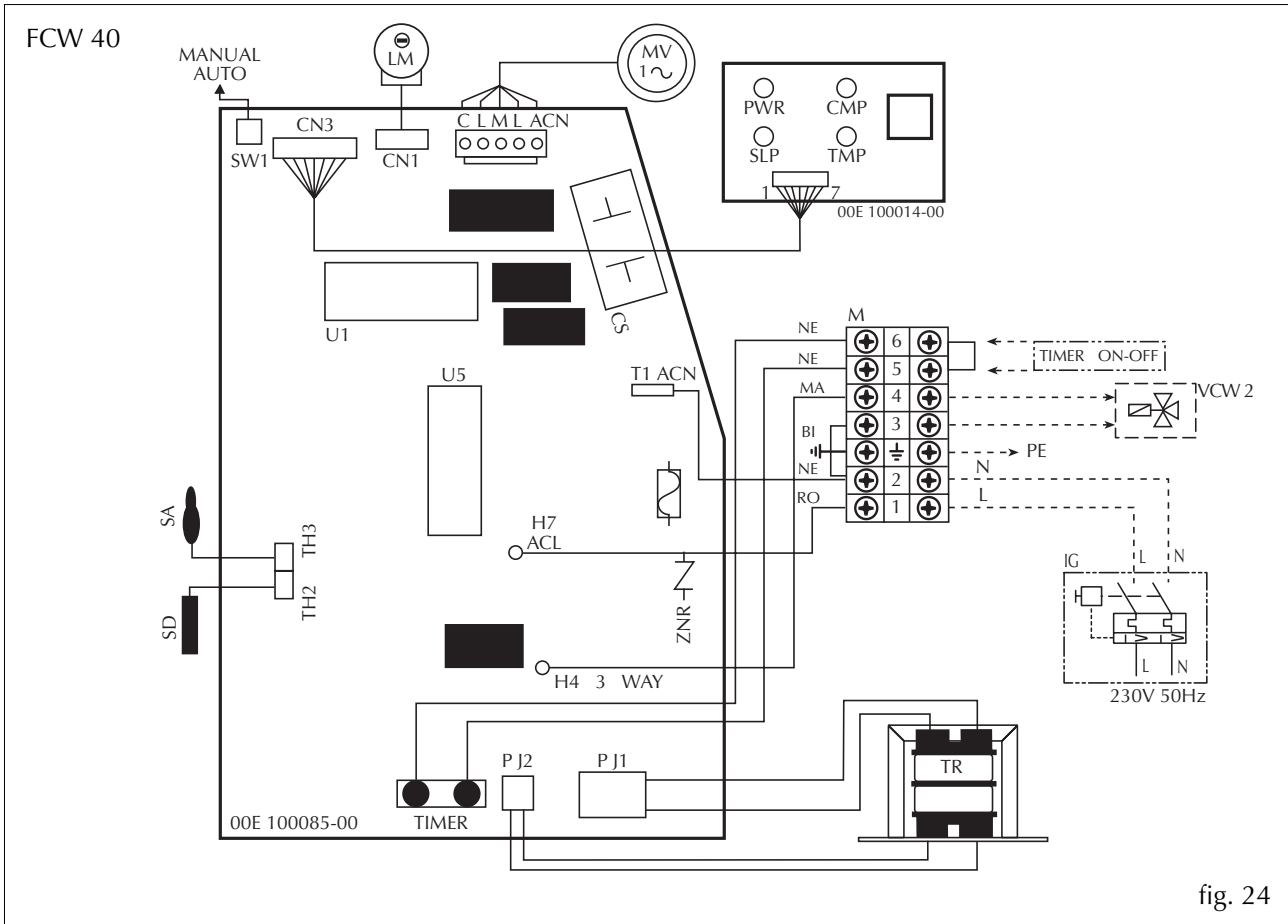 FCW 40
MANUAL
AUTO
LM
MV
1
SW1
CN3
CN1
C L M L ACN
PWR
CMP
SLP
TMP
1
7
00E 100014-00
U1
CS
U5
T1 ACN
M
NE
6
TIMER ON-OFF
NE
5
MA
4
VCW 2
BI
3
PE
NE
2
N
RO
1
L
SA
TH3
SD
TH2
H7
ACL
ZNR
IG
L
N
L
N
230V 50Hz
H4 3 WAY
P J2
P J1
TR
TIMER
00E 100085-00
fig. 24